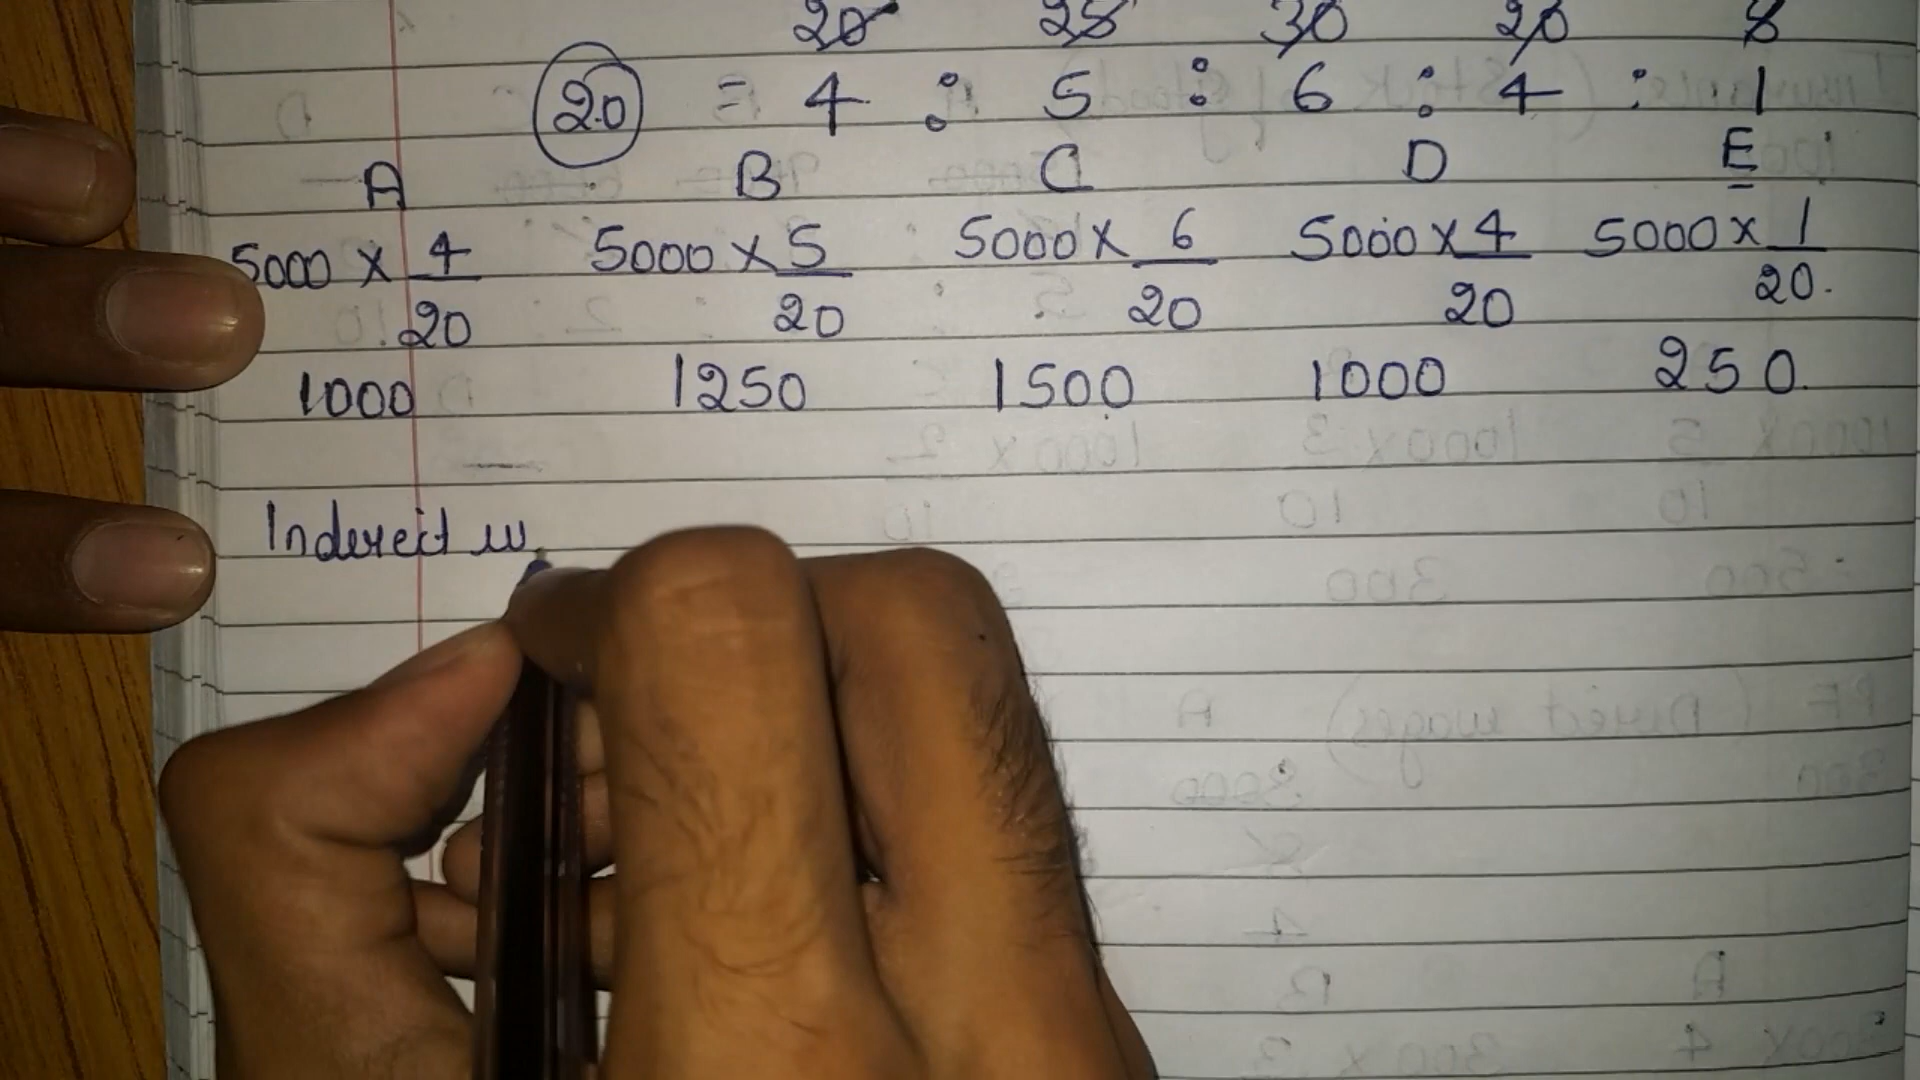 20 25 30 20 5
20 = 4 : 5 : 6 : 4 : 1
A B C D E
5000 × 4/20 5000 × 5/20 5000 × 6/20 5000 × 4/20 5000 × 1/20.
1000 1250 1500 1000 250.
Inderect w